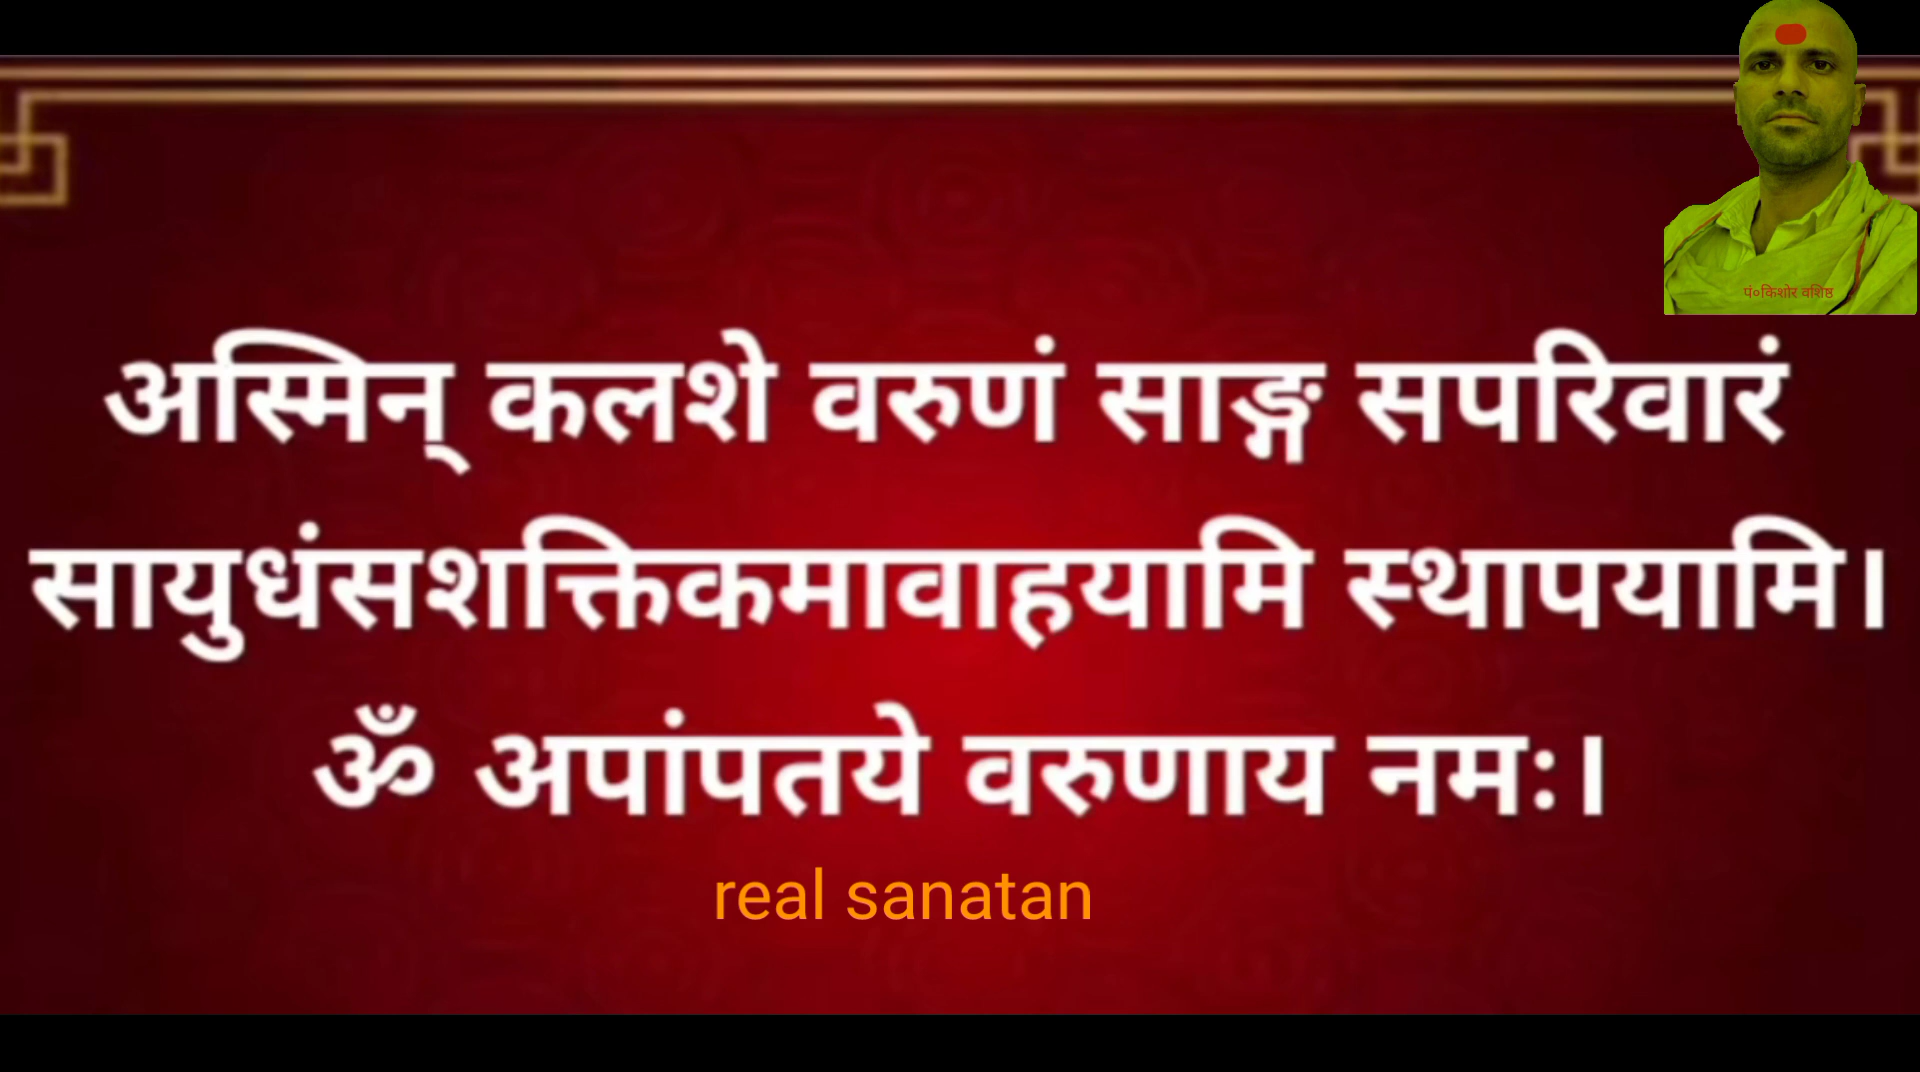 पं०किशोर वशिष्ठ
अस्मिन् कलशे वरुणं साङ्ग सपरिवारं
सायुधंसशक्तिकमावाहयामि स्थापयामि।
ॐ अपांपतये वरुणाय नमः।
real sanatan